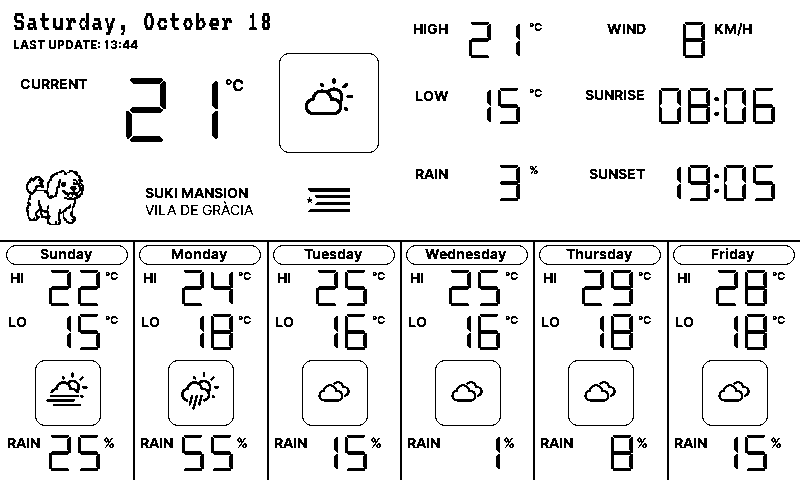 Saturday, October 18
LAST UPDATE: 13:44
CURRENT 21 °C
HIGH 21 °C
WIND 8 KM/H
LOW 15 °C
SUNRISE 08:06
RAIN 3 %
SUNSET 19:05
SUKI MANSION
VILA DE GRÀCIA
Sunday
HI 22 °C
LO 15 °C
RAIN 25 %
Monday
HI 24 °C
LO 18 °C
RAIN 55 %
Tuesday
HI 25 °C
LO 16 °C
RAIN 15 %
Wednesday
HI 25 °C
LO 16 °C
RAIN 1 %
Thursday
HI 29 °C
LO 18 °C
RAIN 8 %
Friday
HI 28 °C
LO 18 °C
RAIN 15 %